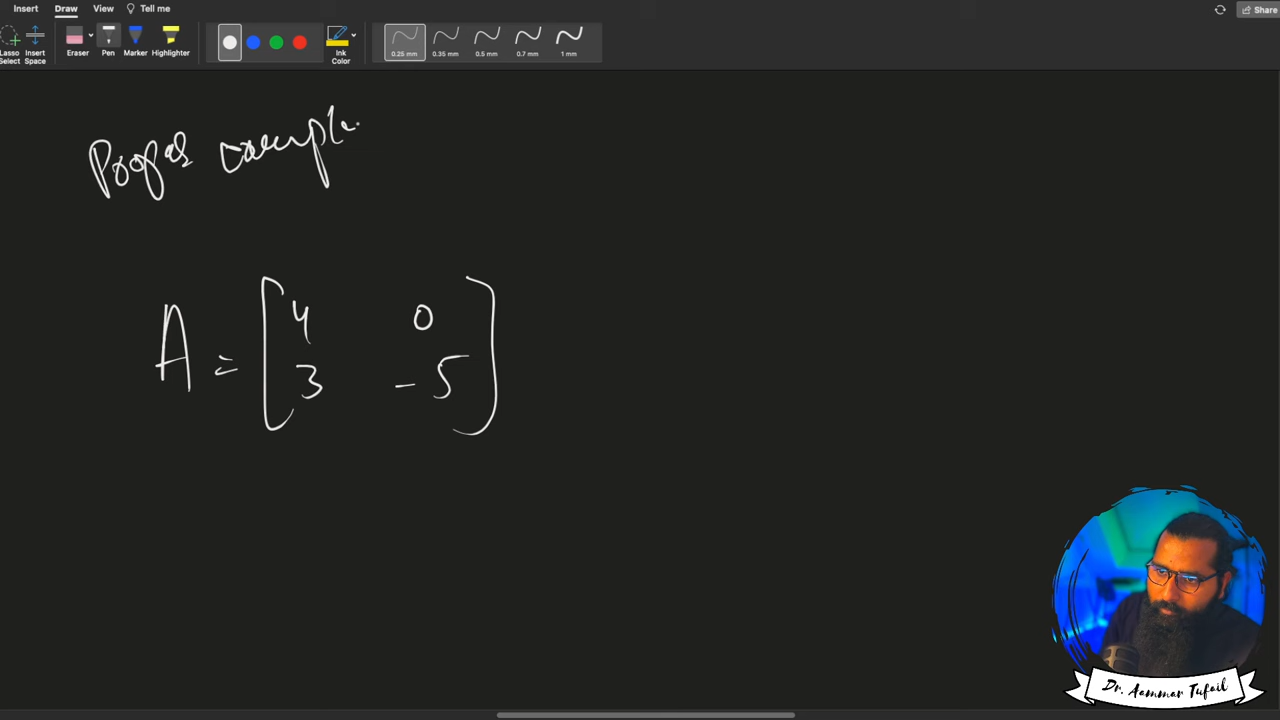 Insert Draw View Tell me Share
Lasso Select
Insert Space
Eraser Pen Marker Highlighter
Ink Color
0.25 mm 0.35 mm 0.5 mm 0.7 mm 1 mm
example
A = [ 4 0
3 -5 ]
Dr. Aammar Tufail